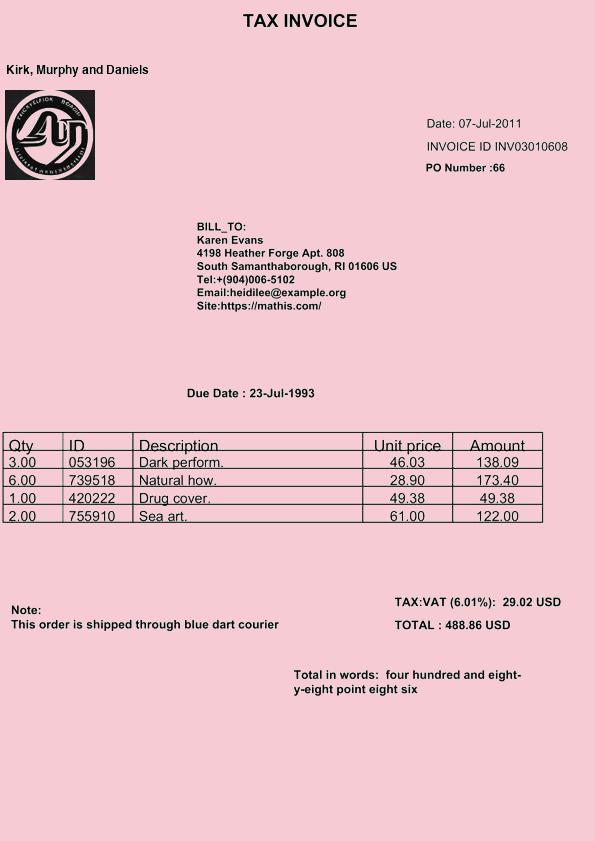 TAX INVOICE
Kirk, Murphy and Daniels
Date: 07-Jul-2011
INVOICE ID INV03010608
PO Number :66
BILL_TO:
Karen Evans
4198 Heather Forge Apt. 808
South Samanthaborough, RI 01606 US
Tel:+(904)006-5102
Email:heidilee@example.org
Site:https://mathis.com/
Due Date : 23-Jul-1993
Qty ID Description Unit price Amount
3.00 053196 Dark perform. 46.03 138.09
6.00 739518 Natural how. 28.90 173.40
1.00 420222 Drug cover. 49.38 49.38
2.00 755910 Sea art. 61.00 122.00
TAX:VAT (6.01%): 29.02 USD
Note:
This order is shipped through blue dart courier
TOTAL : 488.86 USD
Total in words: four hundred and eight-
y-eight point eight six